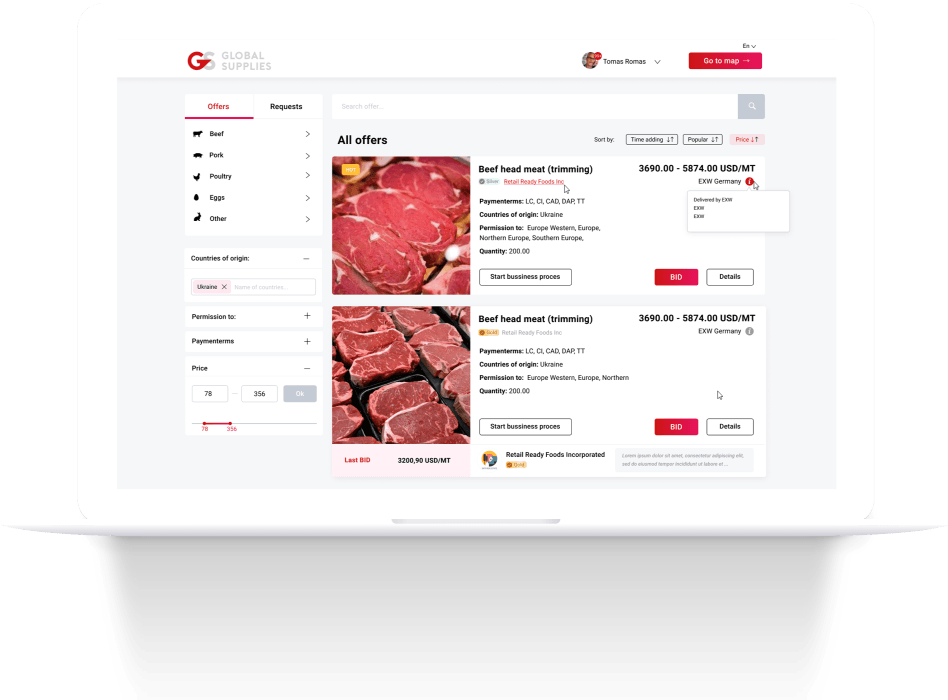 GS GLOBAL
SUPPLIES
Tomas Romas
En
Go to map →
Offers
Requests
Beef
Pork
Poultry
Eggs
Other
Countries of origin:
Ukraine
Name of countries...
Permission to:
Paymenterms
Price
78
356
Ok
78
356
Search offer...
All offers
Sort by:
Time adding
Popular
Price
HOT
Beef head meat (trimming)
Silver Retail Ready Foods Inc
3690.00 - 5874.00 USD/MT
EXW Germany
Delivered by EXW
EXW
EXW
Paymenterms: LC, CI, CAD, DAP, TT
Countries of origin: Ukraine
Permission to: Europe Western, Europe,
Northern Europe, Southern Europe,
Quantity: 200.00
Start bussiness proces
BID
Details
Beef head meat (trimming)
Gold Retail Ready Foods Inc
3690.00 - 5874.00 USD/MT
EXW Germany
Paymenterms: LC, CI, CAD, DAP, TT
Countries of origin: Ukraine
Permission to: Europe Western, Europe, Northern
Quantity: 200.00
Start bussiness proces
BID
Details
Last BID
3200,90 USD/MT
Retail Ready Foods Incorporated
Gold
Lorem ipsum dolor sit amet, consectetur adipiscing elit,
sed do eiusmod tempor incididunt ut labore et ...